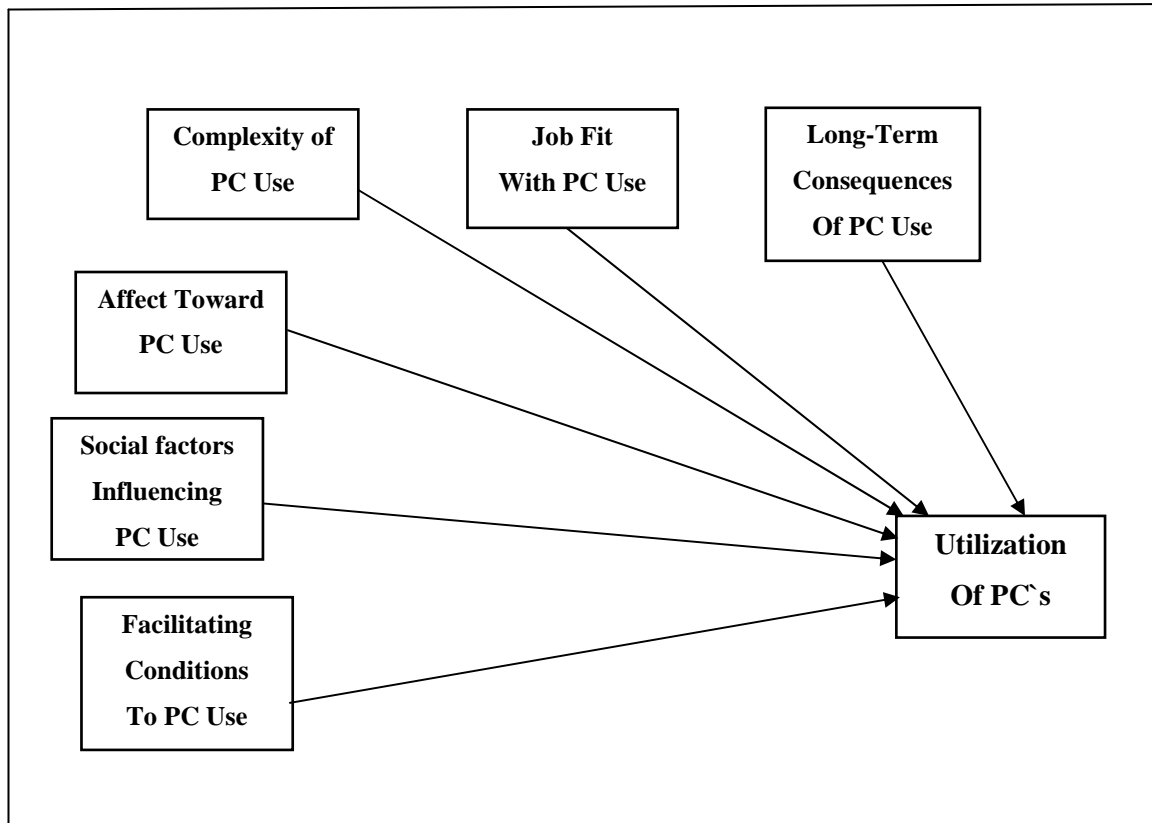 Complexity of
PC Use
Job Fit
With PC Use
Long-Term
Consequences
Of PC Use
Affect Toward
PC Use
Social factors
Influencing
PC Use
Utilization
Of PC`s
Facilitating
Conditions
To PC Use